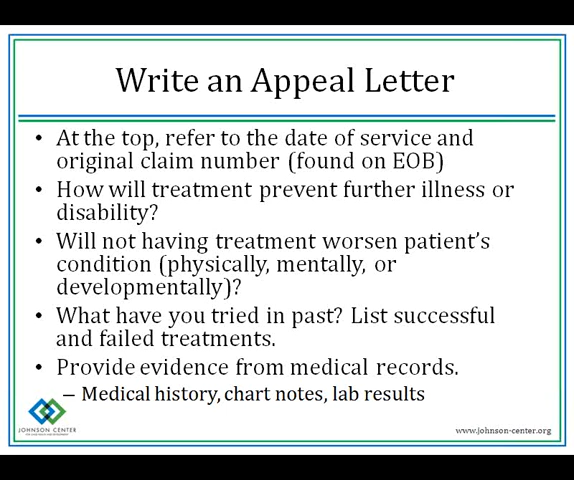 Write an Appeal Letter
• At the top, refer to the date of service and
original claim number (found on EOB)
• How will treatment prevent further illness or
disability?
• Will not having treatment worsen patient's
condition (physically, mentally, or
developmentally)?
• What have you tried in past? List successful
and failed treatments.
• Provide evidence from medical records.
– Medical history, chart notes, lab results
JOHNSON CENTER
www.johnson-center.org